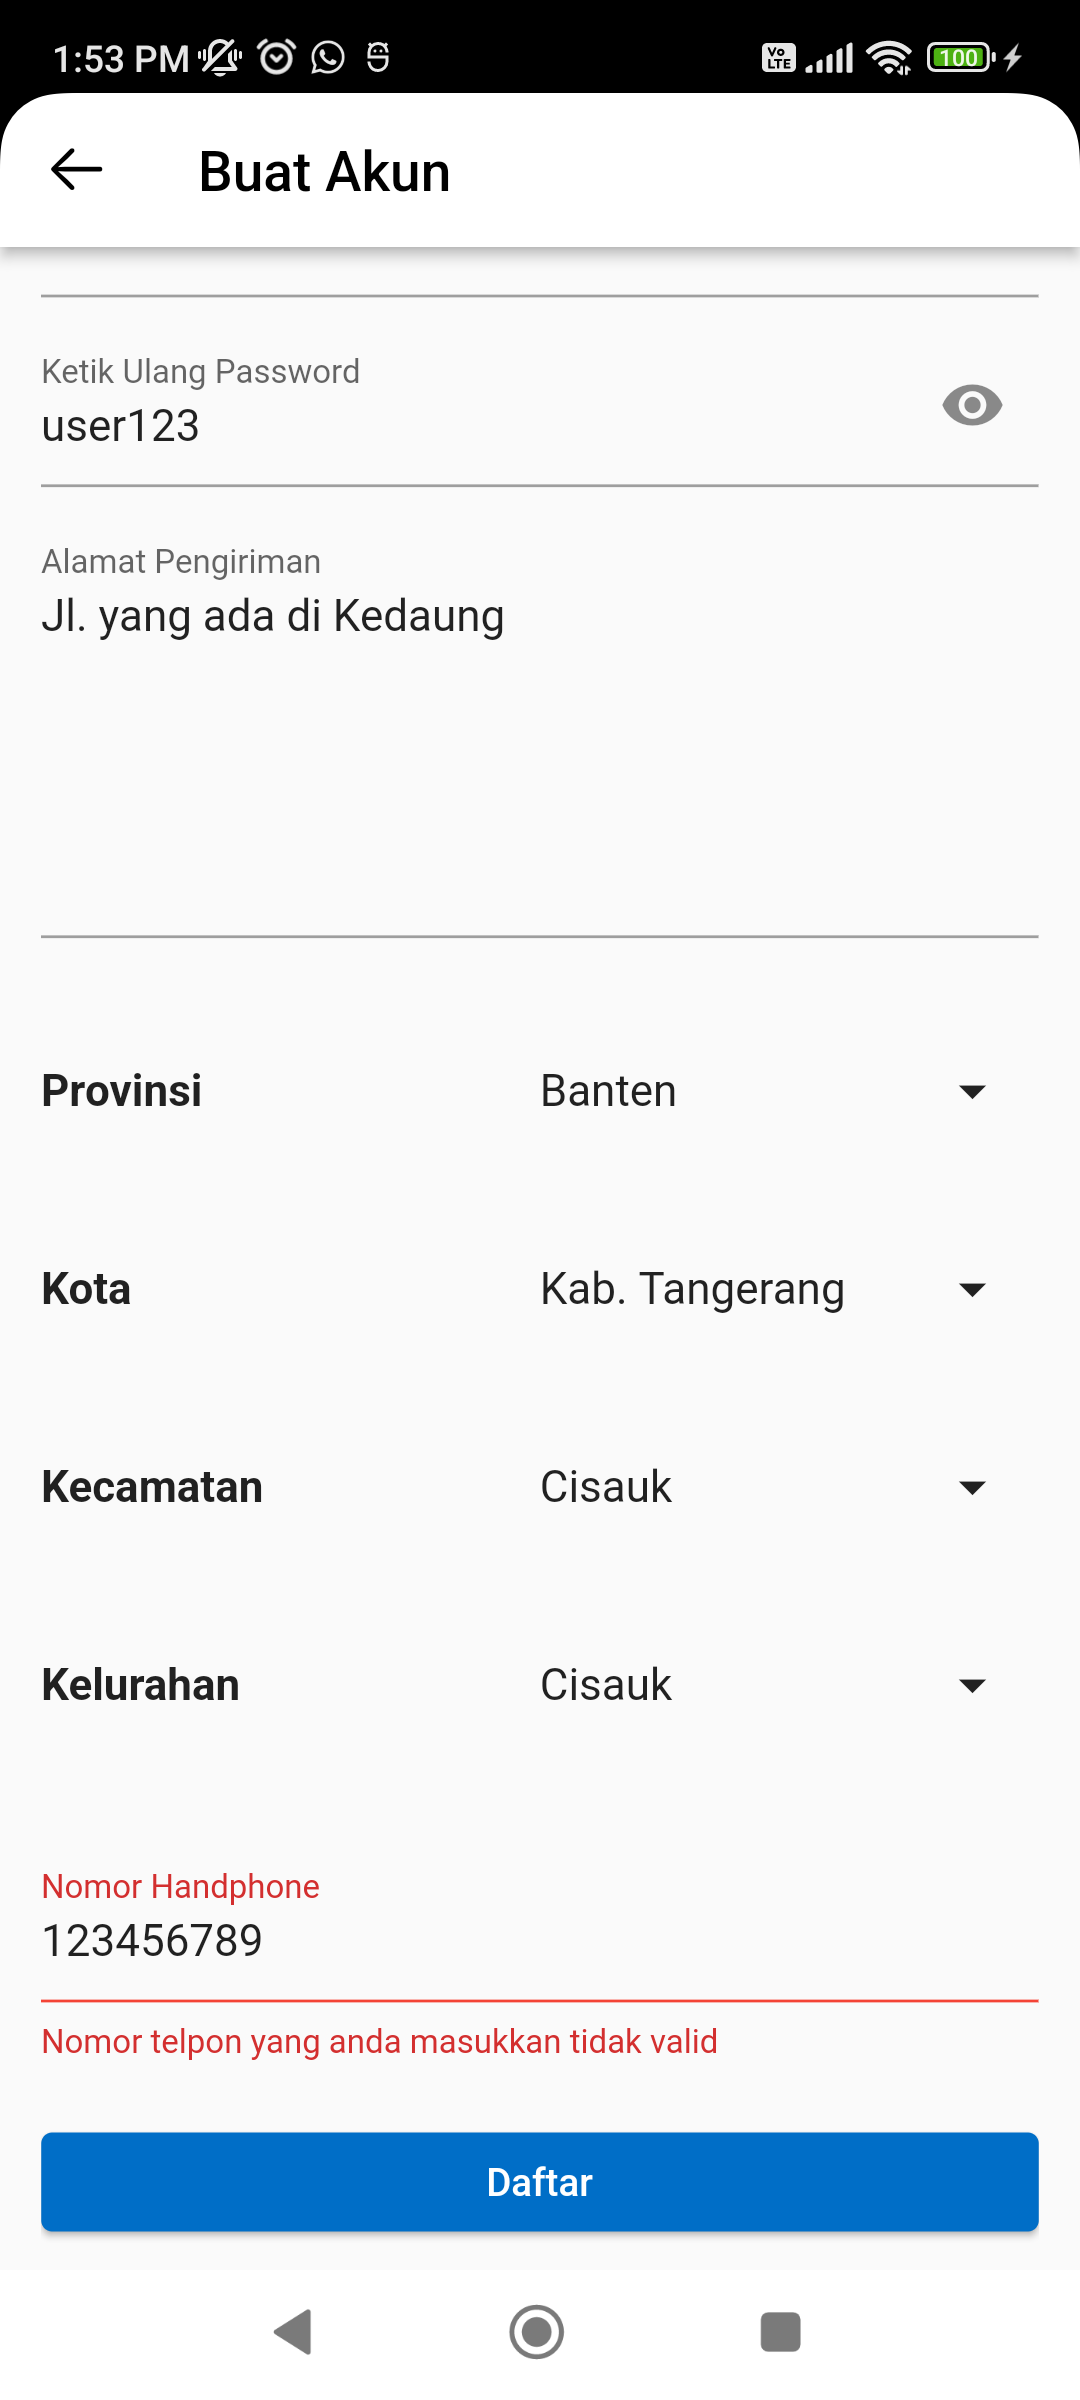 1:53 PM
Vo LTE
100
Buat Akun
Ketik Ulang Password
user123
Alamat Pengiriman
Jl. yang ada di Kedaung
Provinsi Banten
Kota Kab. Tangerang
Kecamatan Cisauk
Kelurahan Cisauk
Nomor Handphone
123456789
Nomor telpon yang anda masukkan tidak valid
Daftar